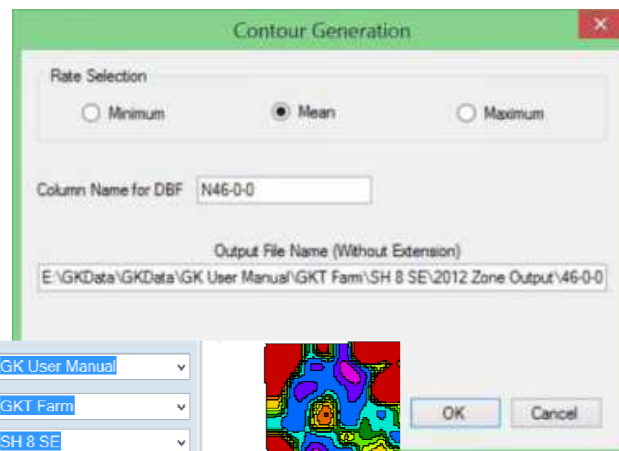 Contour Generation
Rate Selection
Minimum Mean Maximum
Column Name for DBF N46-0-0
Output File Name (Without Extension)
E:\GKData\GKData\GK User Manual\GKT Farm\SH 8 SE\2012 Zone Output\46-0-0
GK User Manual
GKT Farm
SH 8 SE
OK Cancel